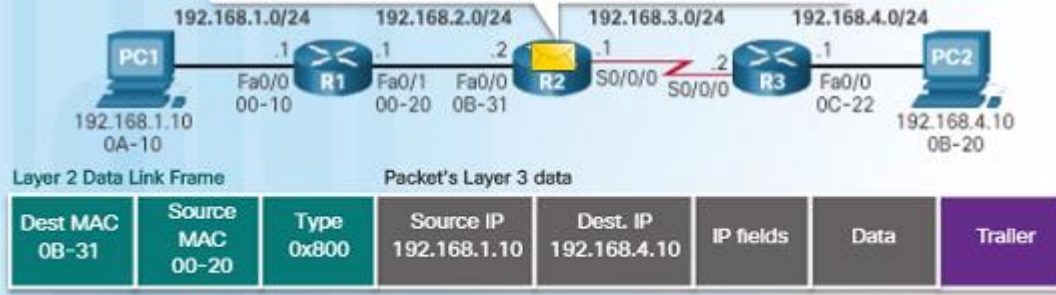 192.168.1.0/24 192.168.2.0/24 192.168.3.0/24 192.168.4.0/24
PC1 .1 R1 .1 .2 R2 .1 .2 R3 .1 PC2
Fa0/0 Fa0/1 Fa0/0 S0/0/0 S0/0/0 Fa0/0
00-10 00-20 0B-31 0C-22
192.168.1.10 192.168.4.10
0A-10 0B-20
Layer 2 Data Link Frame Packet's Layer 3 data
Dest MAC
0B-31
Source
MAC
00-20
Type
0x800
Source IP
192.168.1.10
Dest. IP
192.168.4.10
IP fields
Data
Trailer